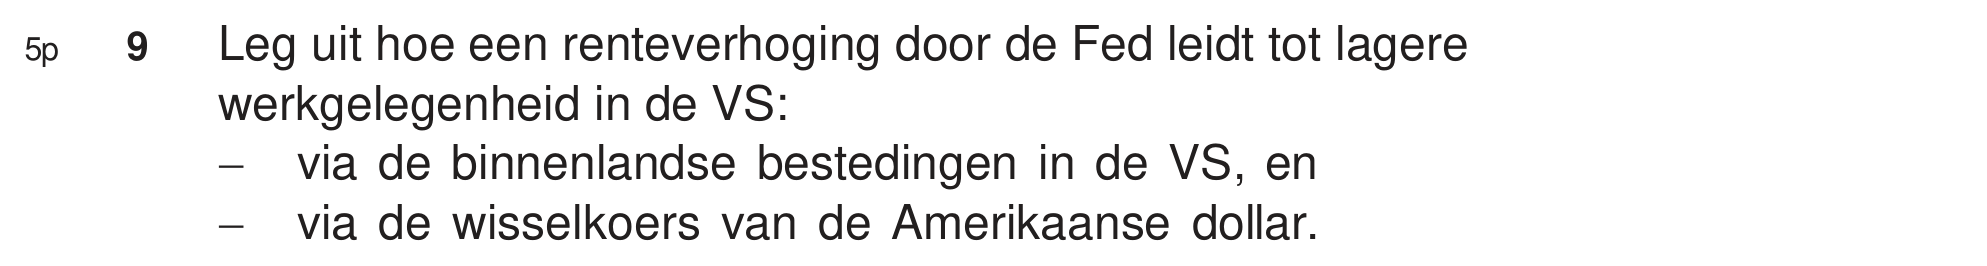 5p 9 Leg uit hoe een renteverhoging door de Fed leidt tot lagere
werkgelegenheid in de VS:
– via de binnenlandse bestedingen in de VS, en
– via de wisselkoers van de Amerikaanse dollar.